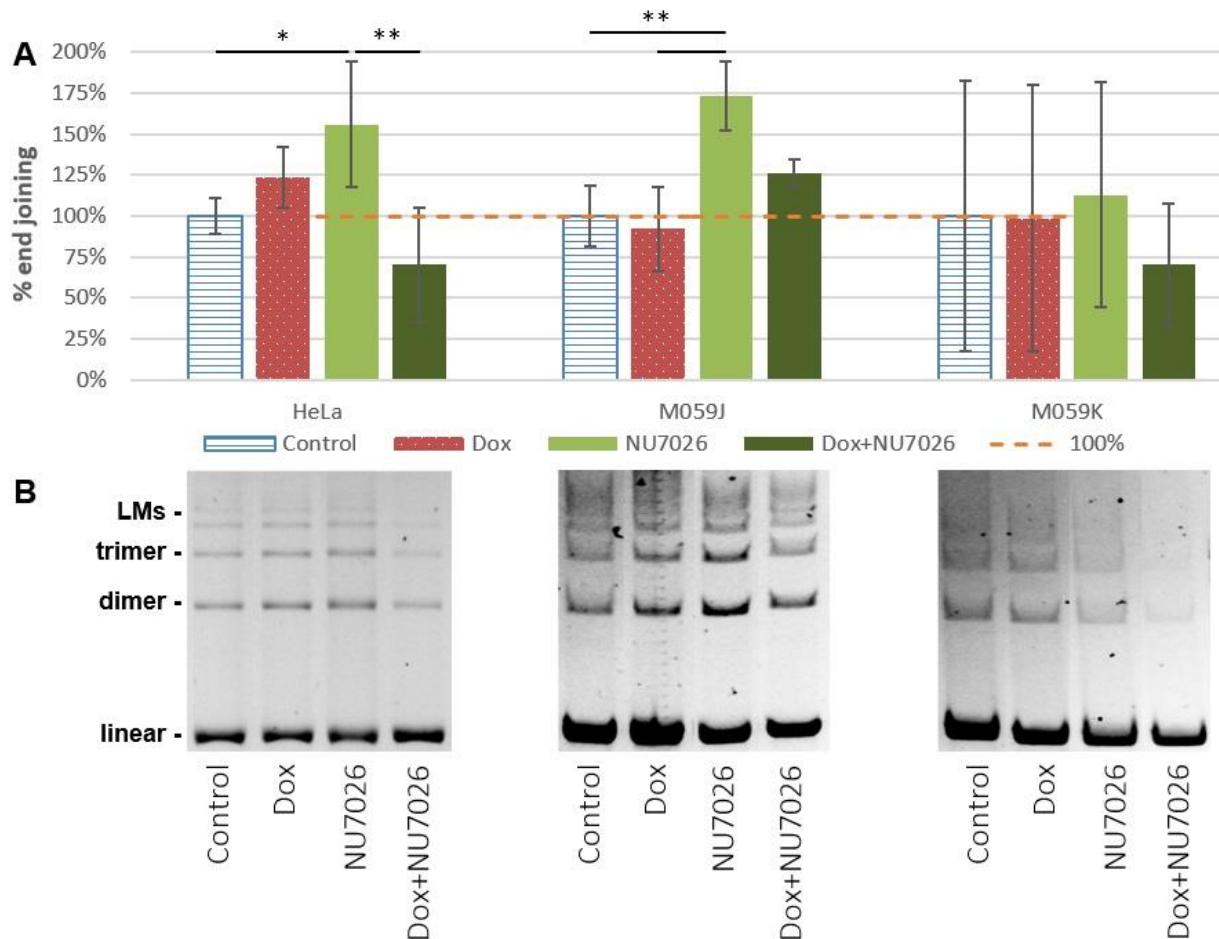 A
* ** **
200%
175%
150%
125%
100%
75%
50%
25%
0%
% end joining
HeLa M059J M059K
Control Dox NU7026 Dox+NU7026 100%
B
LMs -
trimer -
dimer -
linear -
Control Dox NU7026 Dox+NU7026
Control Dox NU7026 Dox+NU7026
Control Dox NU7026 Dox+NU7026